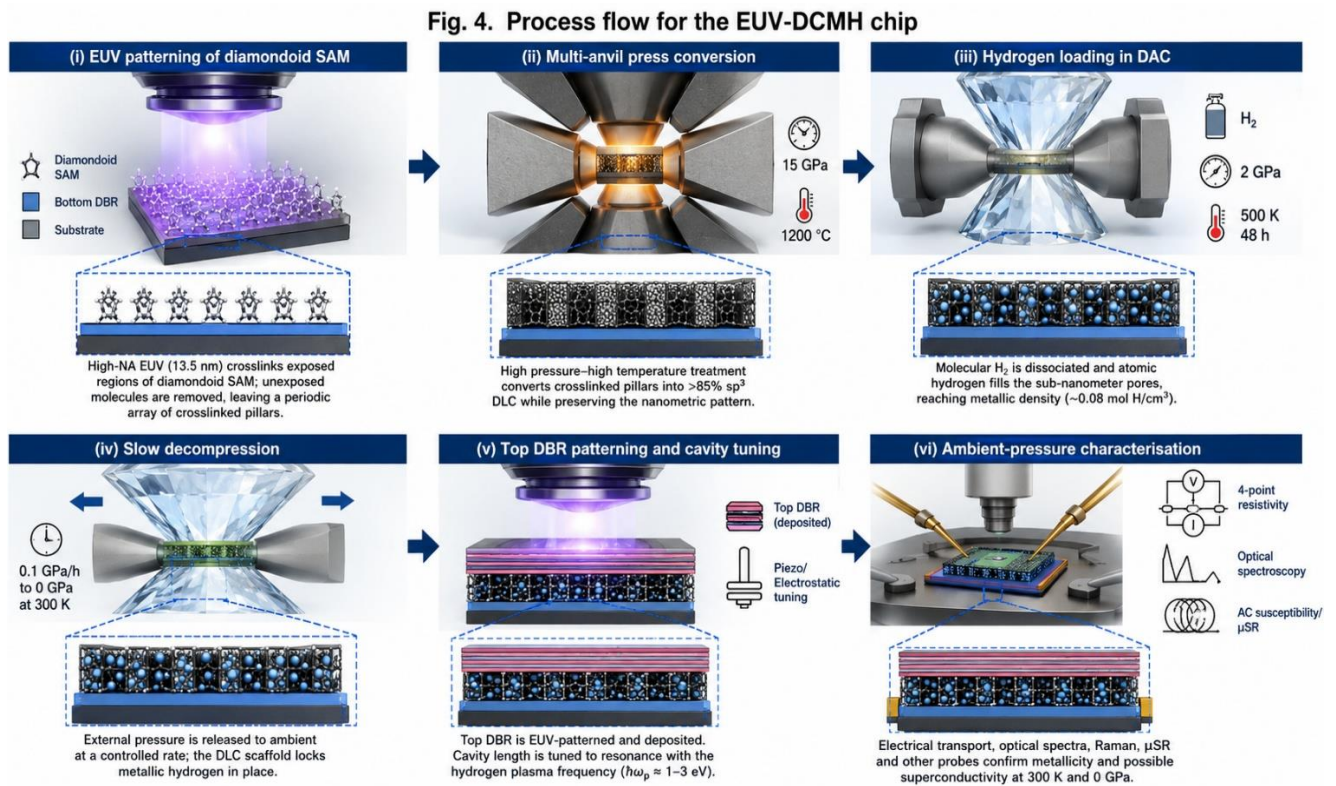 Fig. 4. Process flow for the EUV-DCMH chip
(i) EUV patterning of diamondoid SAM
Diamondoid
SAM
Bottom DBR
Substrate
High-NA EUV (13.5 nm) crosslinks exposed
regions of diamondoid SAM; unexposed
molecules are removed, leaving a periodic
array of crosslinked pillars.
(ii) Multi-anvil press conversion
15 GPa
1200 °C
High pressure–high temperature treatment
converts crosslinked pillars into >85% sp³
DLC while preserving the nanometric pattern.
(iii) Hydrogen loading in DAC
H₂
2 GPa
500 K
48 h
Molecular H₂ is dissociated and atomic
hydrogen fills the sub-nanometer pores,
reaching metallic density (~0.08 mol H/cm³).
(iv) Slow decompression
0.1 GPa/h
to 0 GPa
at 300 K
External pressure is released to ambient
at a controlled rate; the DLC scaffold locks
metallic hydrogen in place.
(v) Top DBR patterning and cavity tuning
Top DBR
(deposited)
Piezo/
Electrostatic
tuning
Top DBR is EUV-patterned and deposited.
Cavity length is tuned to resonance with the
hydrogen plasma frequency (ħωₚ ≈ 1–3 eV).
(vi) Ambient-pressure characterisation
V
I
4-point
resistivity
Optical
spectroscopy
AC susceptibility/
μSR
Electrical transport, optical spectra, Raman, μSR
and other probes confirm metallicity and possible
superconductivity at 300 K and 0 GPa.